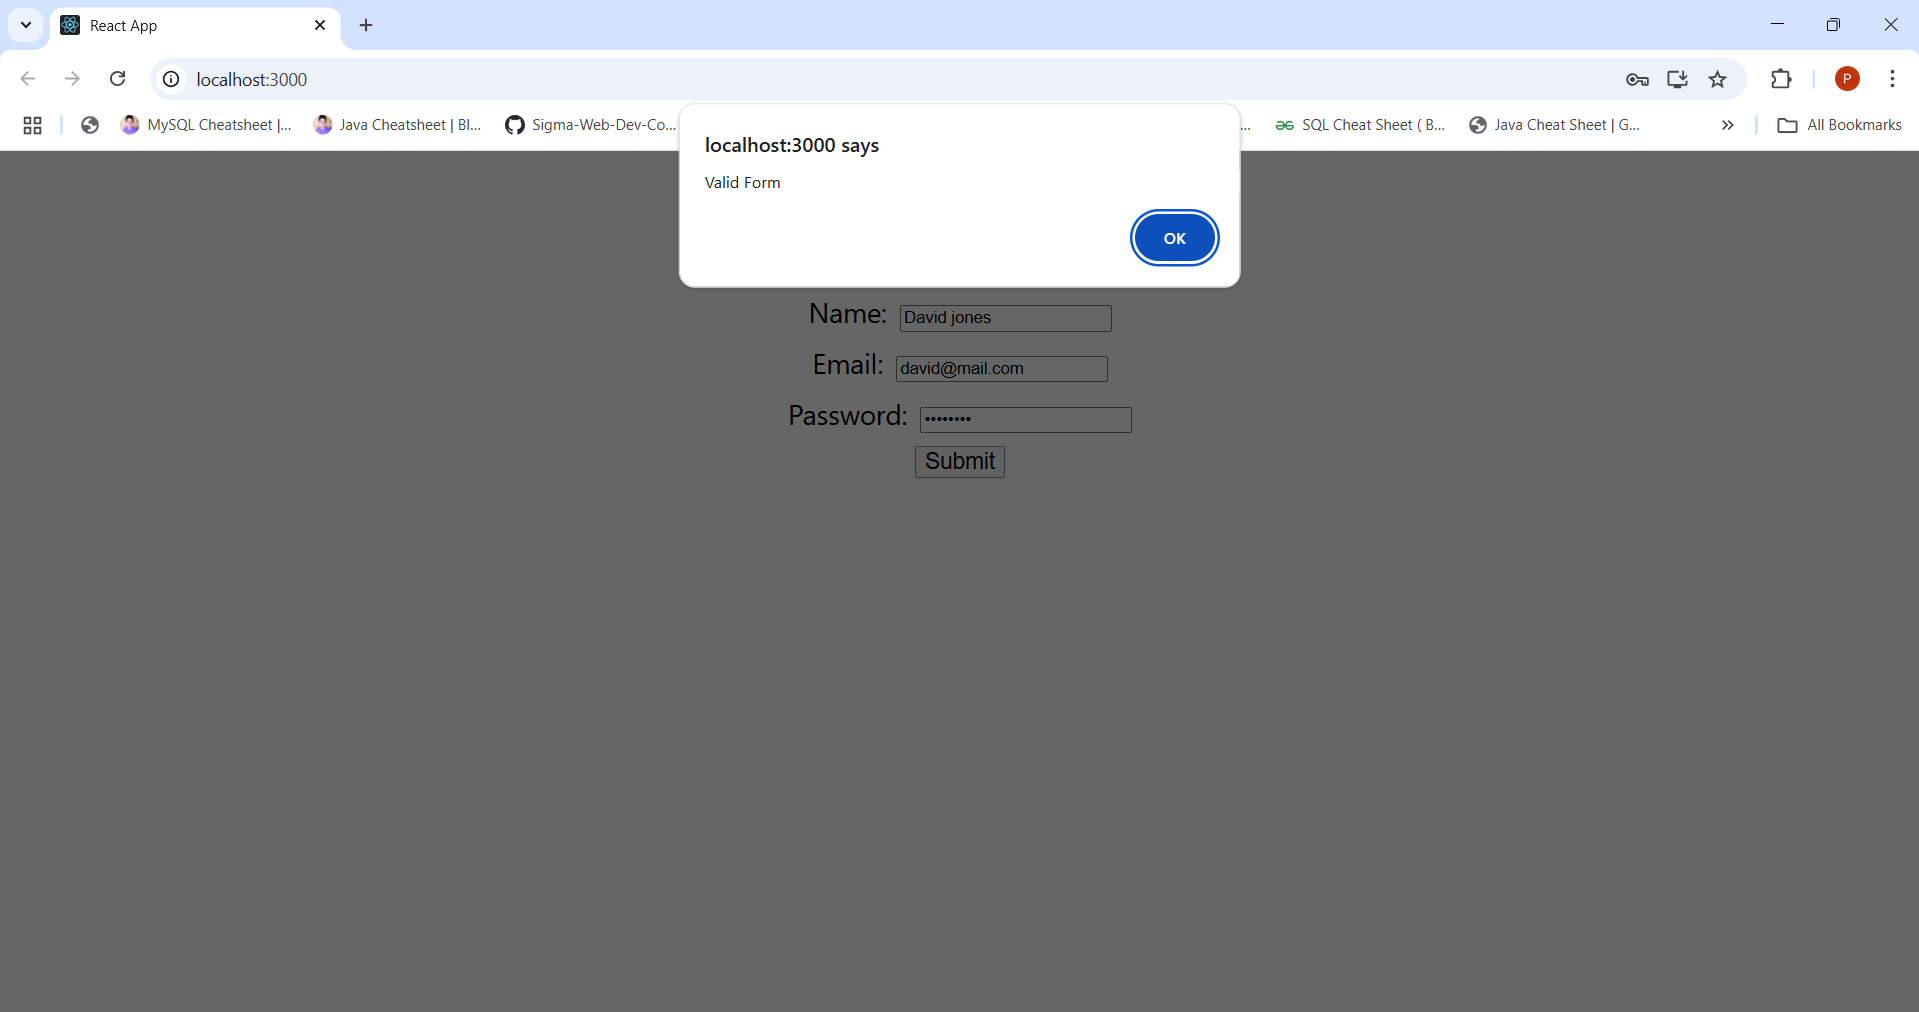 React App
localhost:3000
MySQL Cheatsheet |...
Java Cheatsheet | Bl...
Sigma-Web-Dev-Co...
...
SQL Cheat Sheet ( B...
Java Cheat Sheet | G...
All Bookmarks
P
localhost:3000 says
Valid Form
OK
Name: David jones
Email: david@mail.com
Password: ••••••••
Submit